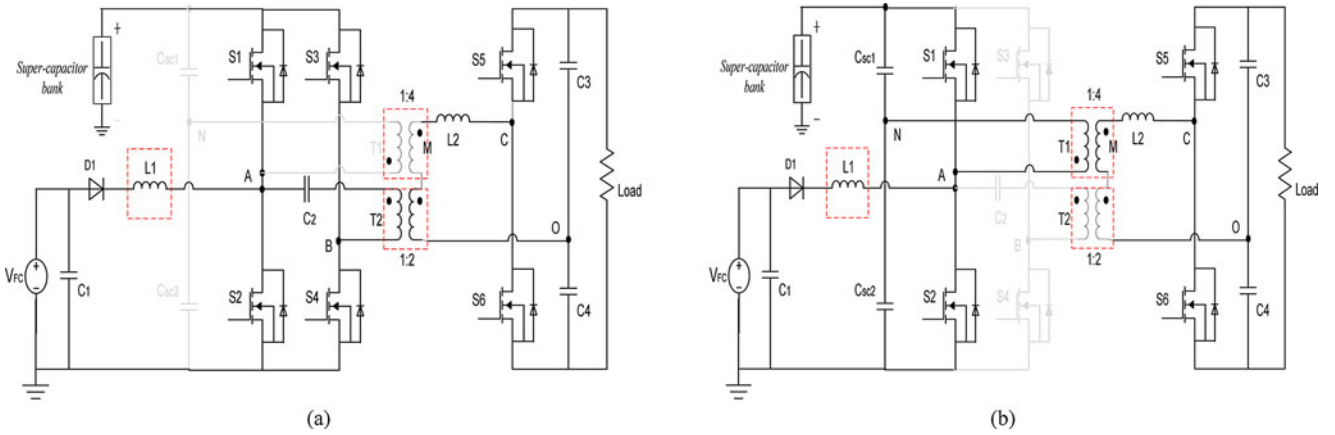 +
Super-capacitor
bank
−
Csc1
S1
S3
S5
C3
1:4
N
T1
M
L2
C
D1
L1
A
C2
T2
B
O
1:2
Load
VFC
+
−
C1
Csc2
S2
S4
S6
C4
(a)
+
Super-capacitor
bank
−
Csc1
S1
S3
S5
C3
1:4
N
T1
M
L2
C
D1
L1
A
C2
T2
B
O
1:2
Load
VFC
+
−
C1
Csc2
S2
S4
S6
C4
(b)